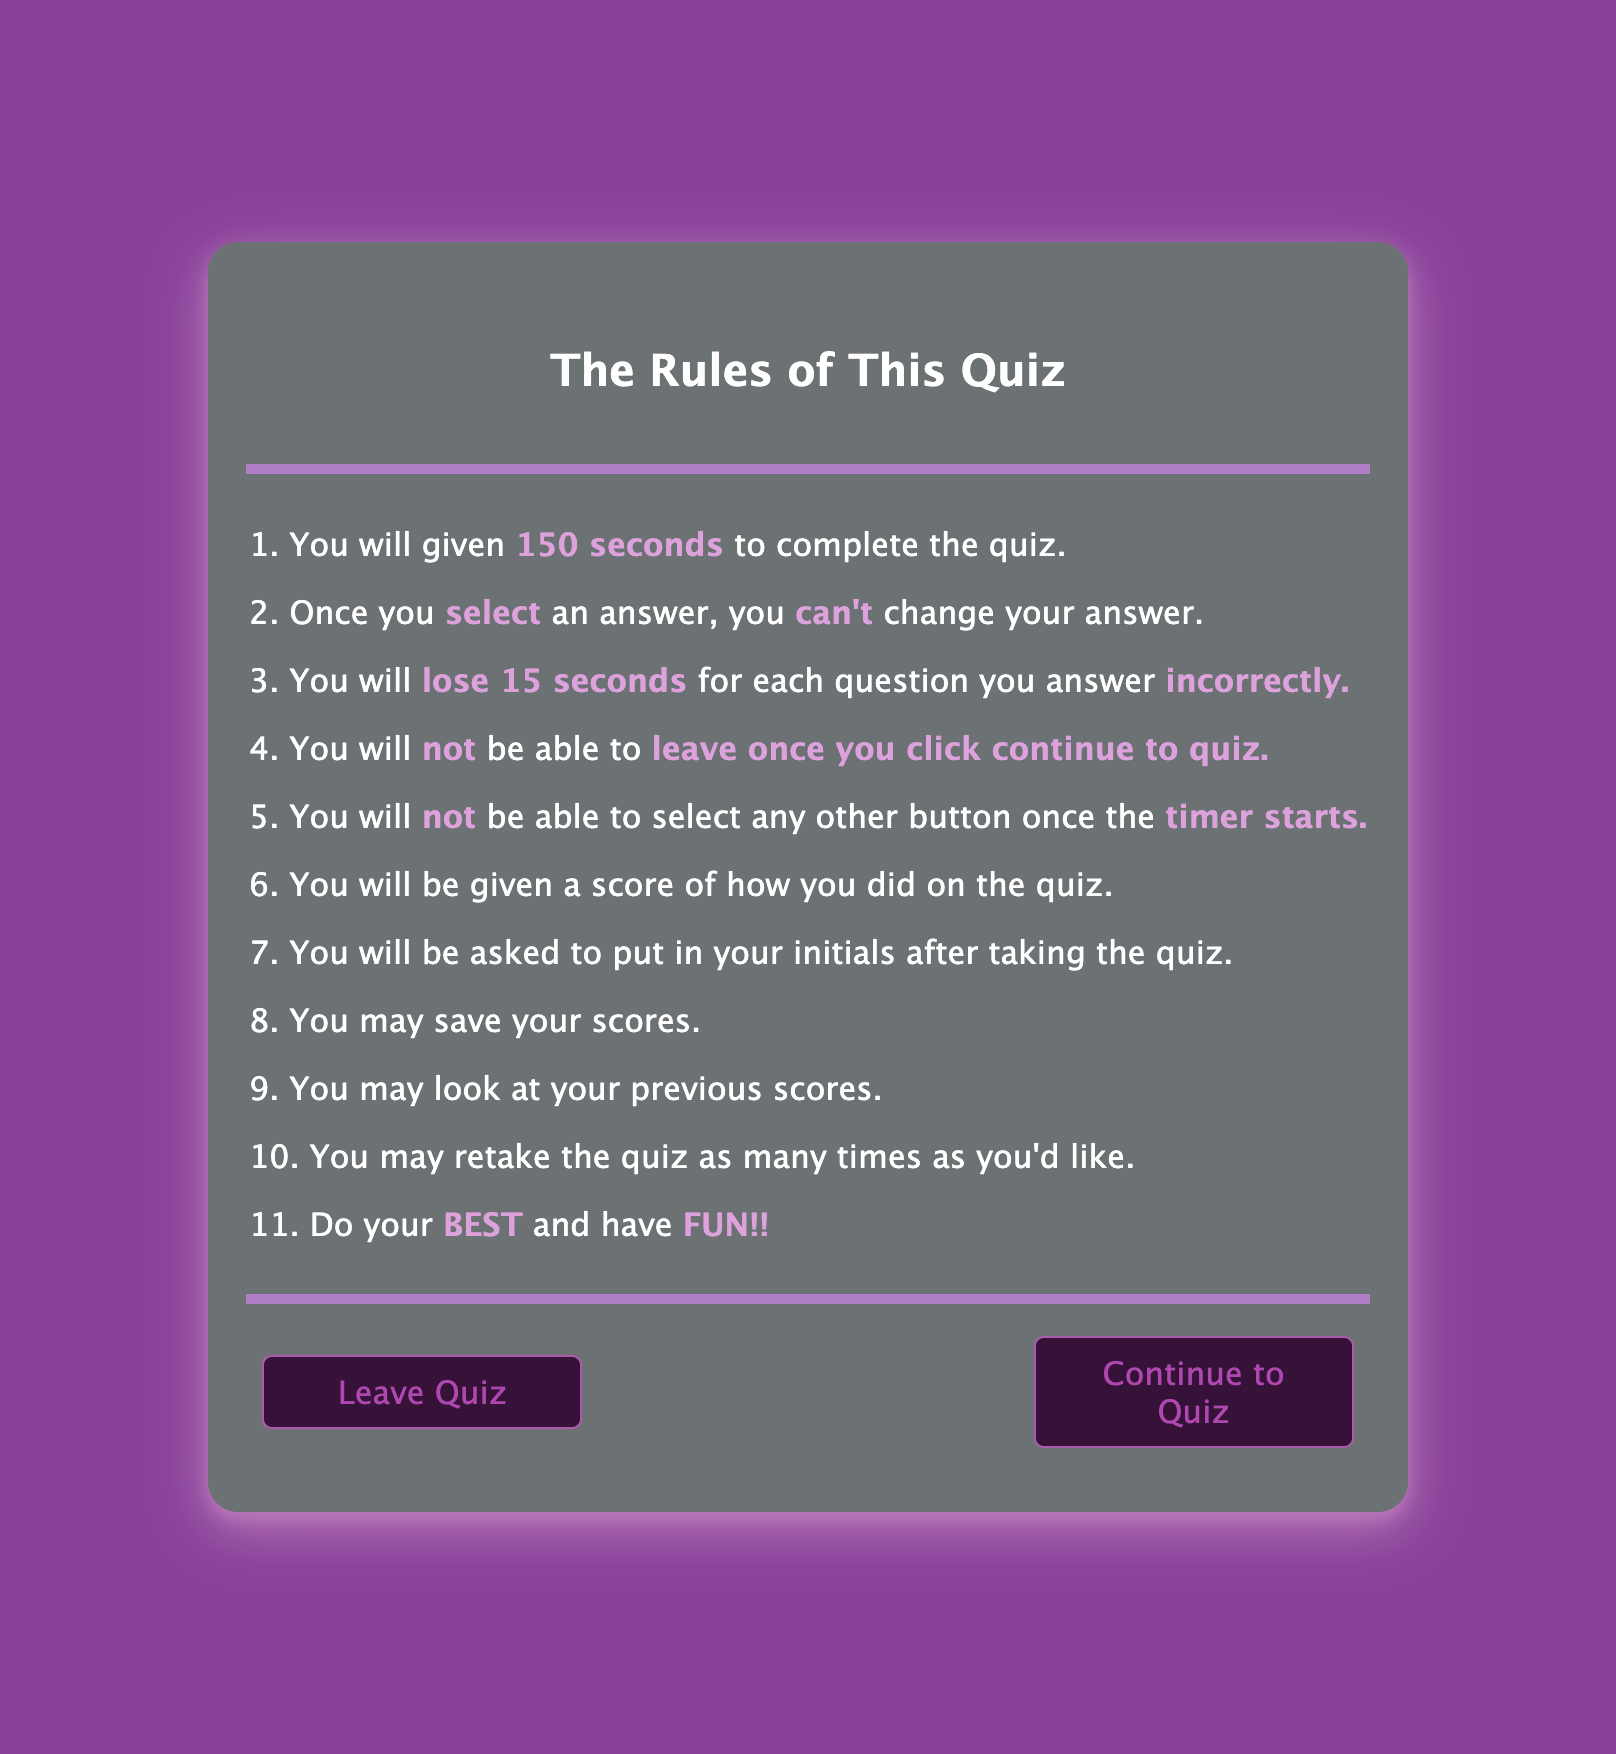 The Rules of This Quiz
1. You will given 150 seconds to complete the quiz.
2. Once you select an answer, you can't change your answer.
3. You will lose 15 seconds for each question you answer incorrectly.
4. You will not be able to leave once you click continue to quiz.
5. You will not be able to select any other button once the timer starts.
6. You will be given a score of how you did on the quiz.
7. You will be asked to put in your initials after taking the quiz.
8. You may save your scores.
9. You may look at your previous scores.
10. You may retake the quiz as many times as you'd like.
11. Do your BEST and have FUN!!
Leave Quiz
Continue to
Quiz